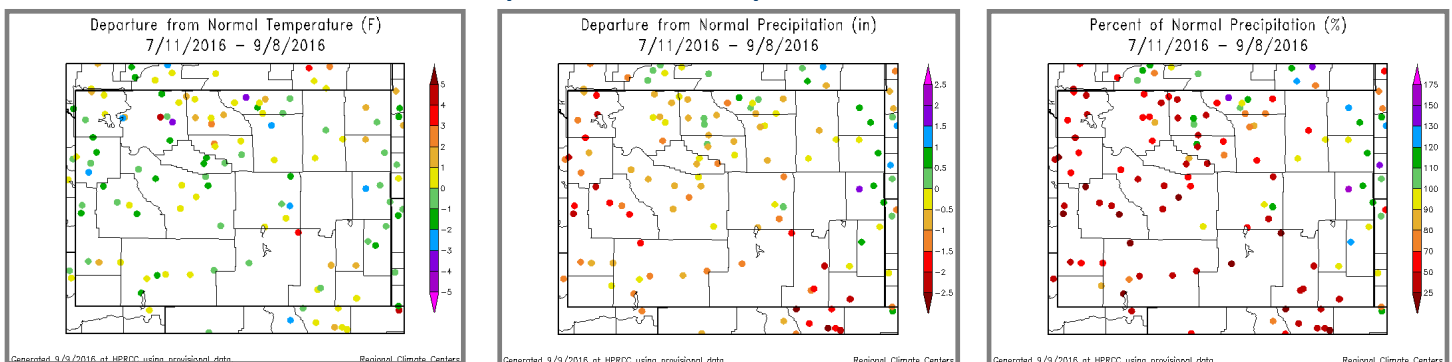 Departure from Normal Temperature (F)
7/11/2016 – 9/8/2016
5
4
3
2
1
0
−1
−2
−3
−4
−5
Generated 9/9/2016 at HPRCC using provisional data.
Regional Climate Centers
Departure from Normal Precipitation (in)
7/11/2016 – 9/8/2016
2.5
2
1.5
1
0.5
0
−0.5
−1
−1.5
−2
−2.5
Generated 9/9/2016 at HPRCC using provisional data.
Regional Climate Centers
Percent of Normal Precipitation (%)
7/11/2016 – 9/8/2016
175
150
130
120
110
100
90
80
70
50
25
Generated 9/9/2016 at HPRCC using provisional data.
Regional Climate Centers